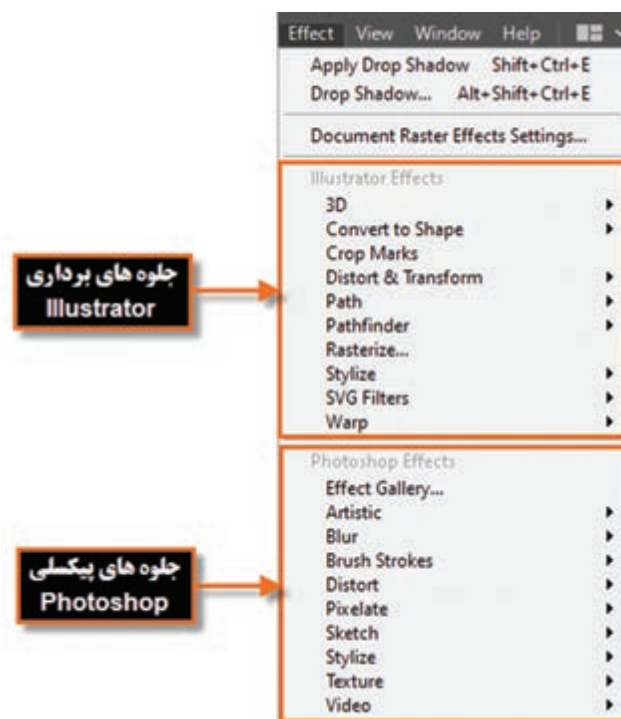 Effect View Window Help
Apply Drop Shadow Shift+Ctrl+E
Drop Shadow... Alt+Shift+Ctrl+E
Document Raster Effects Settings...
Illustrator Effects
3D
Convert to Shape
Crop Marks
Distort & Transform
Path
Pathfinder
Rasterize...
Stylize
SVG Filters
Warp
جلوه های برداری
Illustrator
Photoshop Effects
Effect Gallery...
Artistic
Blur
Brush Strokes
Distort
Pixelate
Sketch
Stylize
Texture
Video
جلوه های پیکسلی
Photoshop